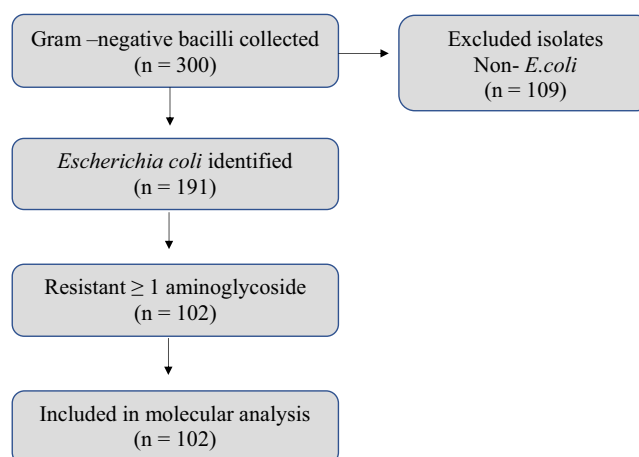 Gram –negative bacilli collected
(n = 300)
Excluded isolates
Non- E.coli
(n = 109)
Escherichia coli identified
(n = 191)
Resistant ≥ 1 aminoglycoside
(n = 102)
Included in molecular analysis
(n = 102)